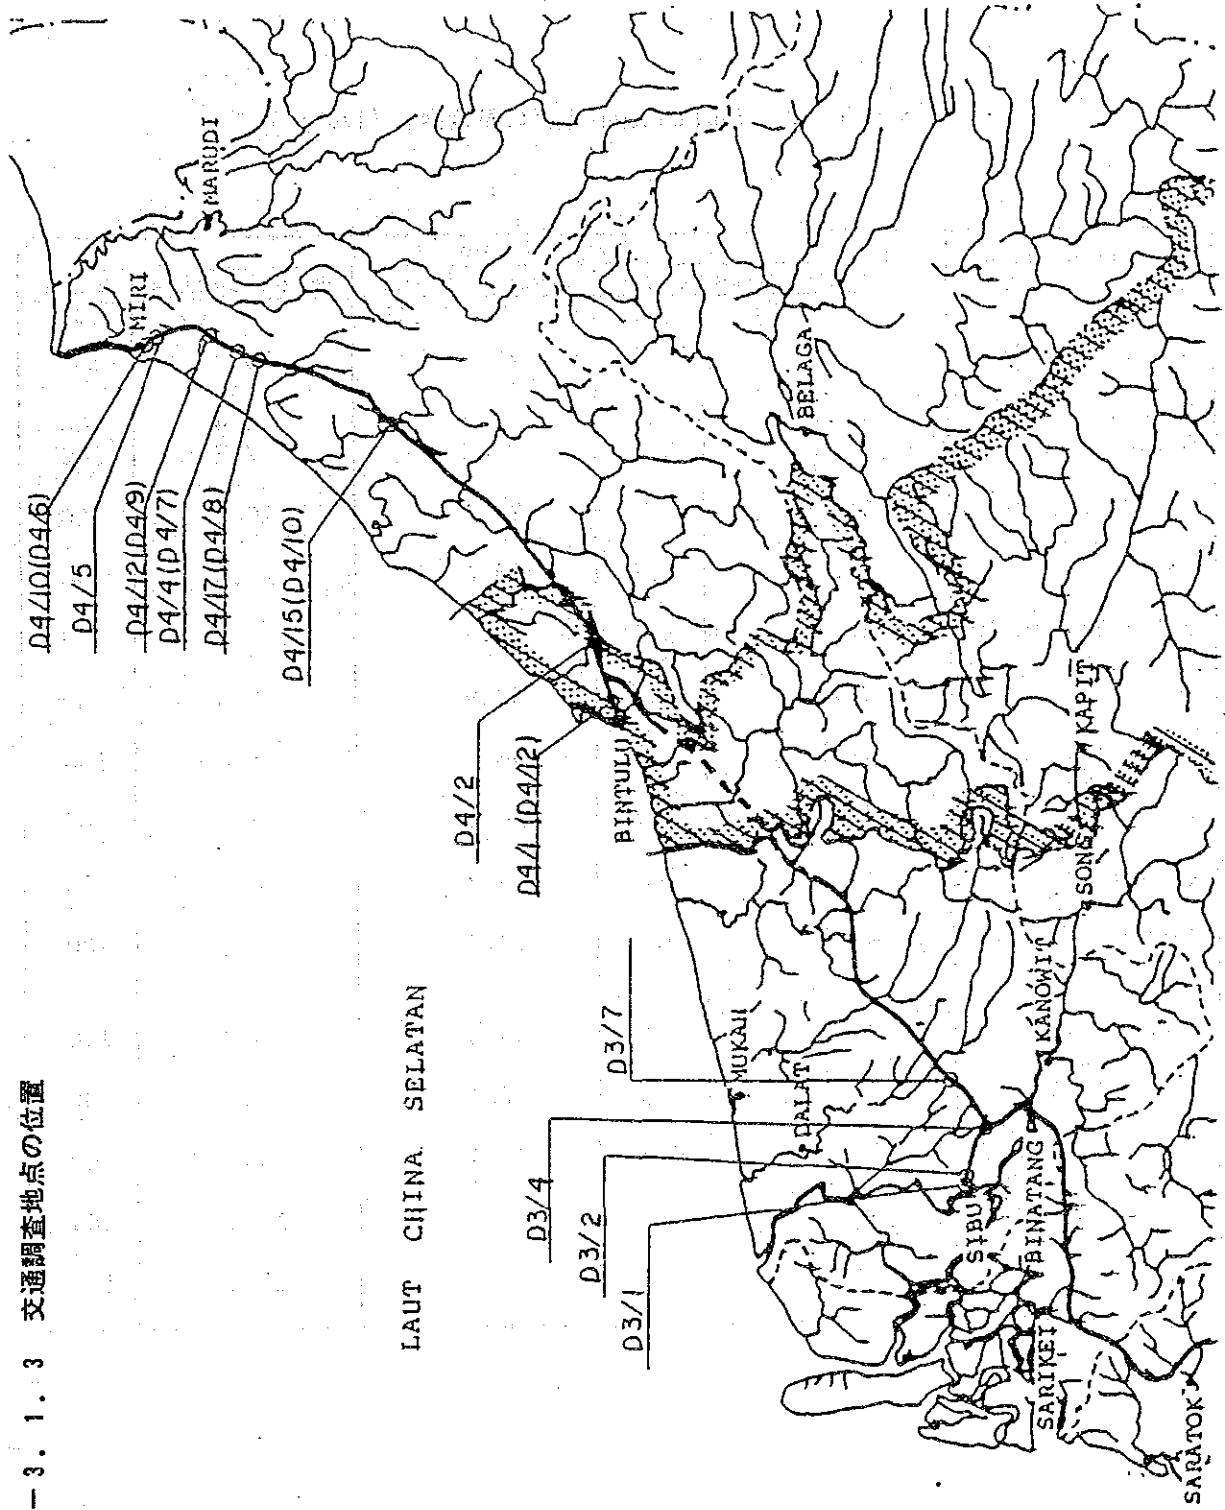 －3．1．3　交通調査地点の位置
D4/10(D4/6)
D4/5
D4/12(D4/9)
D4/4(D4/7)
D4/17(D4/8)
D4/15(D4/10)
D4/2
D4/1 (D4/12)
D3/7
D3/4
D3/2
D3/1
LAUT CHINA SELATAN
MARUDI
MIRI
BELAGA
BINTULU
KAPIT
SONG
KANOWIT
MUKAH
DALAT
SIBU
BINATANG
SARIKEI
SARATOK